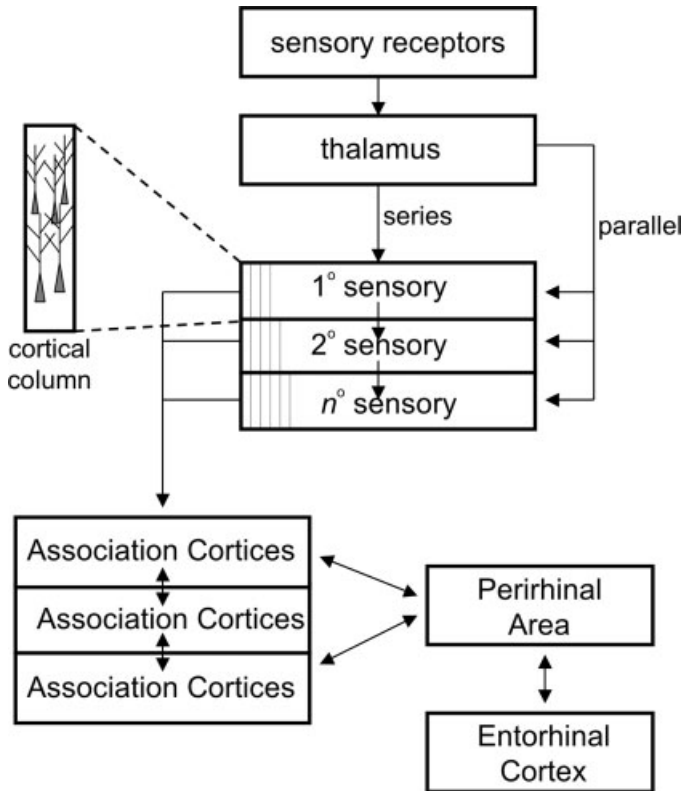 sensory receptors
thalamus
series
parallel
1° sensory
2° sensory
n° sensory
cortical
column
Association Cortices
Association Cortices
Association Cortices
Perirhinal
Area
Entorhinal
Cortex